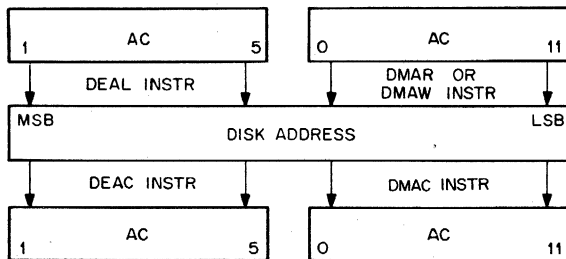 1 AC 5
0 AC 11
DEAL INSTR
DMAR OR
DMAW INSTR
MSB DISK ADDRESS LSB
DEAC INSTR
DMAC INSTR
1 AC 5
0 AC 11